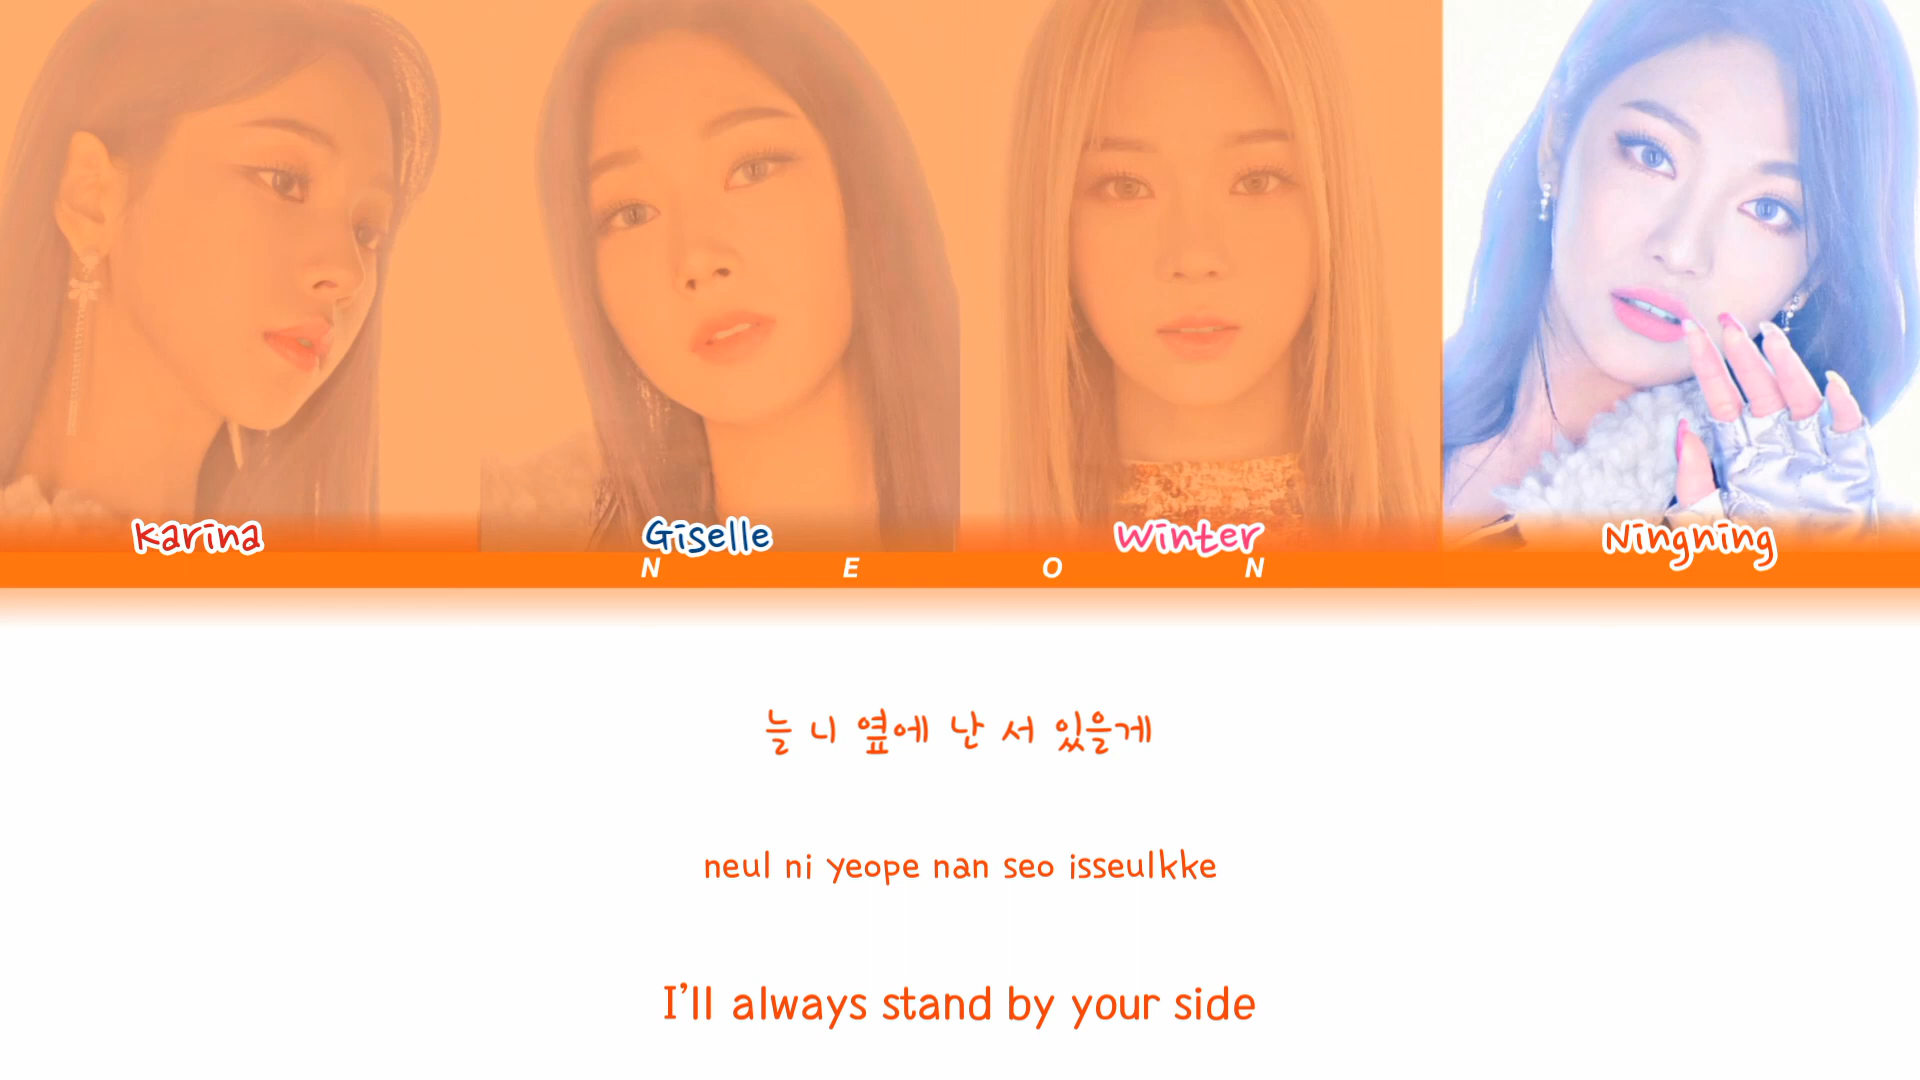 Karina
Giselle
Winter
Ningning
N E O N
늘 니 옆에 난 서 있을게
neul ni yeope nan seo isseulkke
I'll always stand by your side